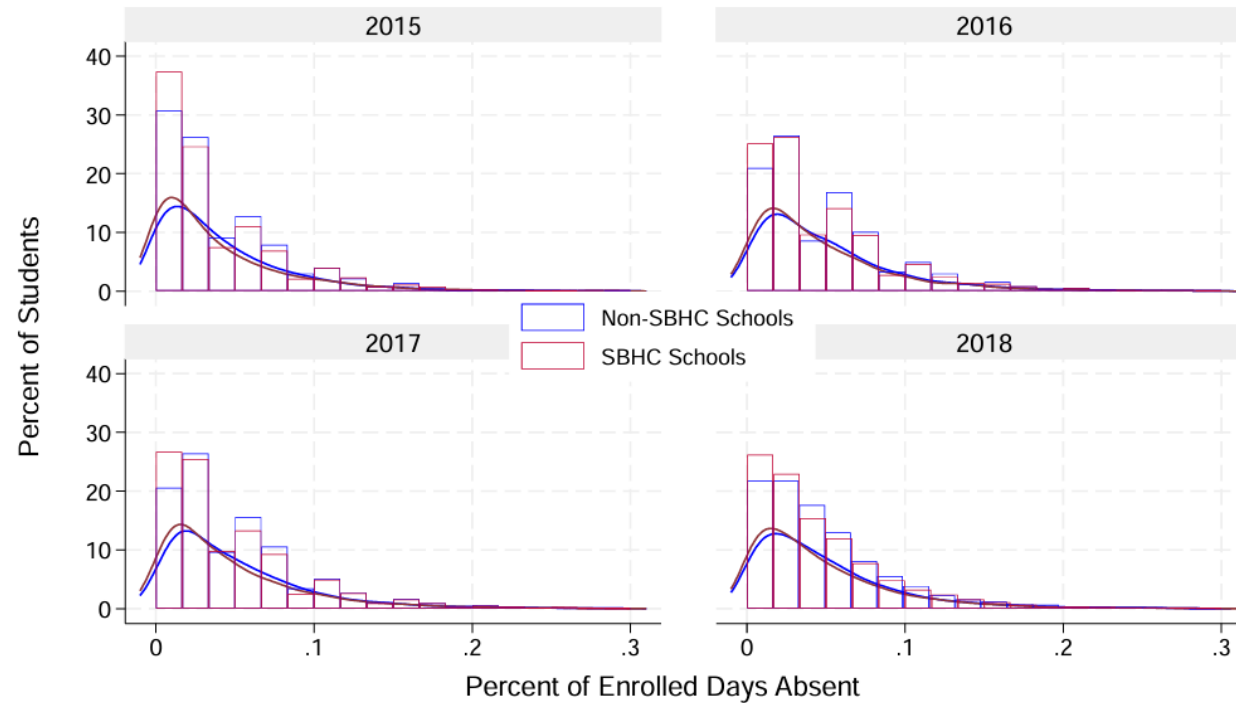 2015
2016
40
30
20
10
0
Percent of Students
Non-SBHC Schools
SBHC Schools
2017
2018
40
30
20
10
0
0 .1 .2 .3
0 .1 .2 .3
Percent of Enrolled Days Absent